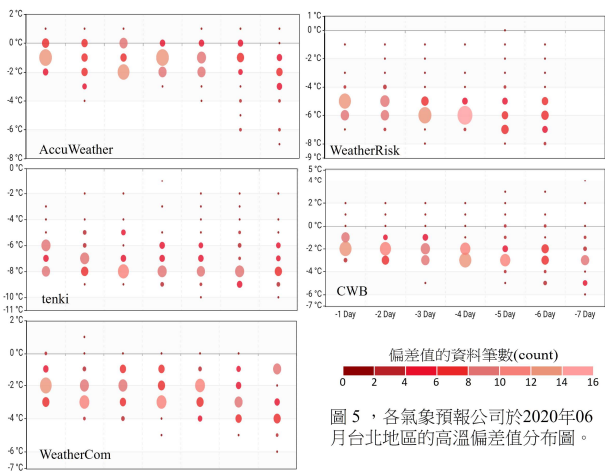 2 °C
0 °C
-2 °C
-4 °C
-6 °C
-8 °C
AccuWeather
1 °C
0 °C
-1 °C
-2 °C
-3 °C
-4 °C
-5 °C
-6 °C
-7 °C
-8 °C
-9 °C
WeatherRisk
0 °C
-2 °C
-4 °C
-6 °C
-8 °C
-10 °C
-11 °C
tenki
5 °C
4 °C
2 °C
0 °C
-2 °C
-4 °C
-6 °C
-7 °C
CWB
-1 Day
-2 Day
-3 Day
-4 Day
-5 Day
-6 Day
-7 Day
2 °C
0 °C
-2 °C
-4 °C
-6 °C
-7 °C
WeatherCom
偏差值的資料筆數(count)
0 2 4 6 8 10 12 14 16
圖 5 ，各氣象預報公司於2020年06
月台北地區的高溫偏差值分布圖。